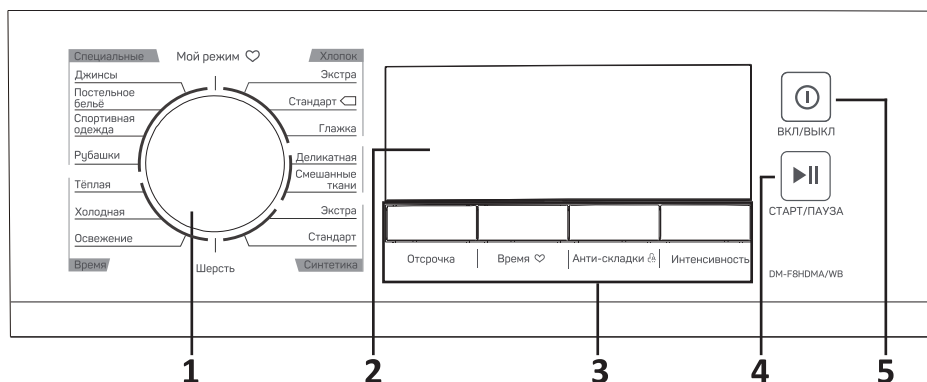 Специальные
Мой режим
Хлопок
Джинсы
Постельное
бельё
Спортивная
одежда
Рубашки
Тёплая
Холодная
Освежение
Время
Шерсть
Экстра
Стандарт
Глажка
Деликатная
Смешанные
ткани
Экстра
Стандарт
Синтетика
Отсрочка
Время
Анти-складки
Интенсивность
ВКЛ/ВЫКЛ
СТАРТ/ПАУЗА
DM-F8HDMA/WB
1 2 3 4 5